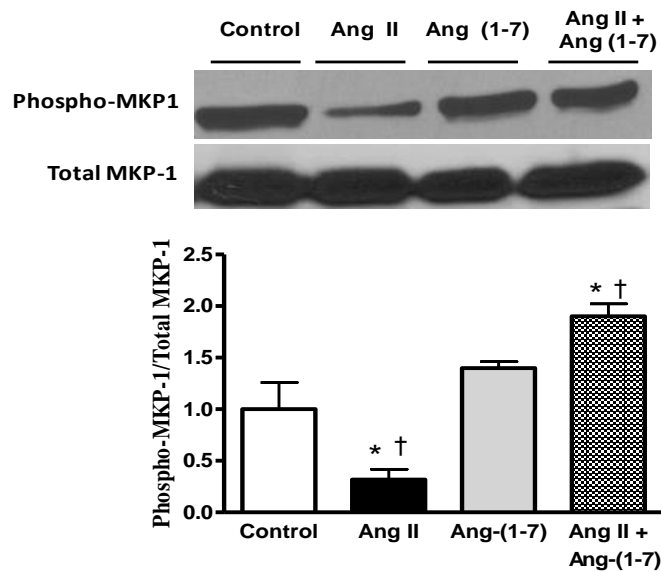 Control Ang II Ang (1-7) Ang II +
Ang (1-7)
Phospho-MKP1
Total MKP-1
Phospho-MKP-1/Total MKP-1
2.5
2.0
1.5
1.0
0.5
0.0
* †
* †
Control Ang II Ang-(1-7) Ang II +
Ang-(1-7)